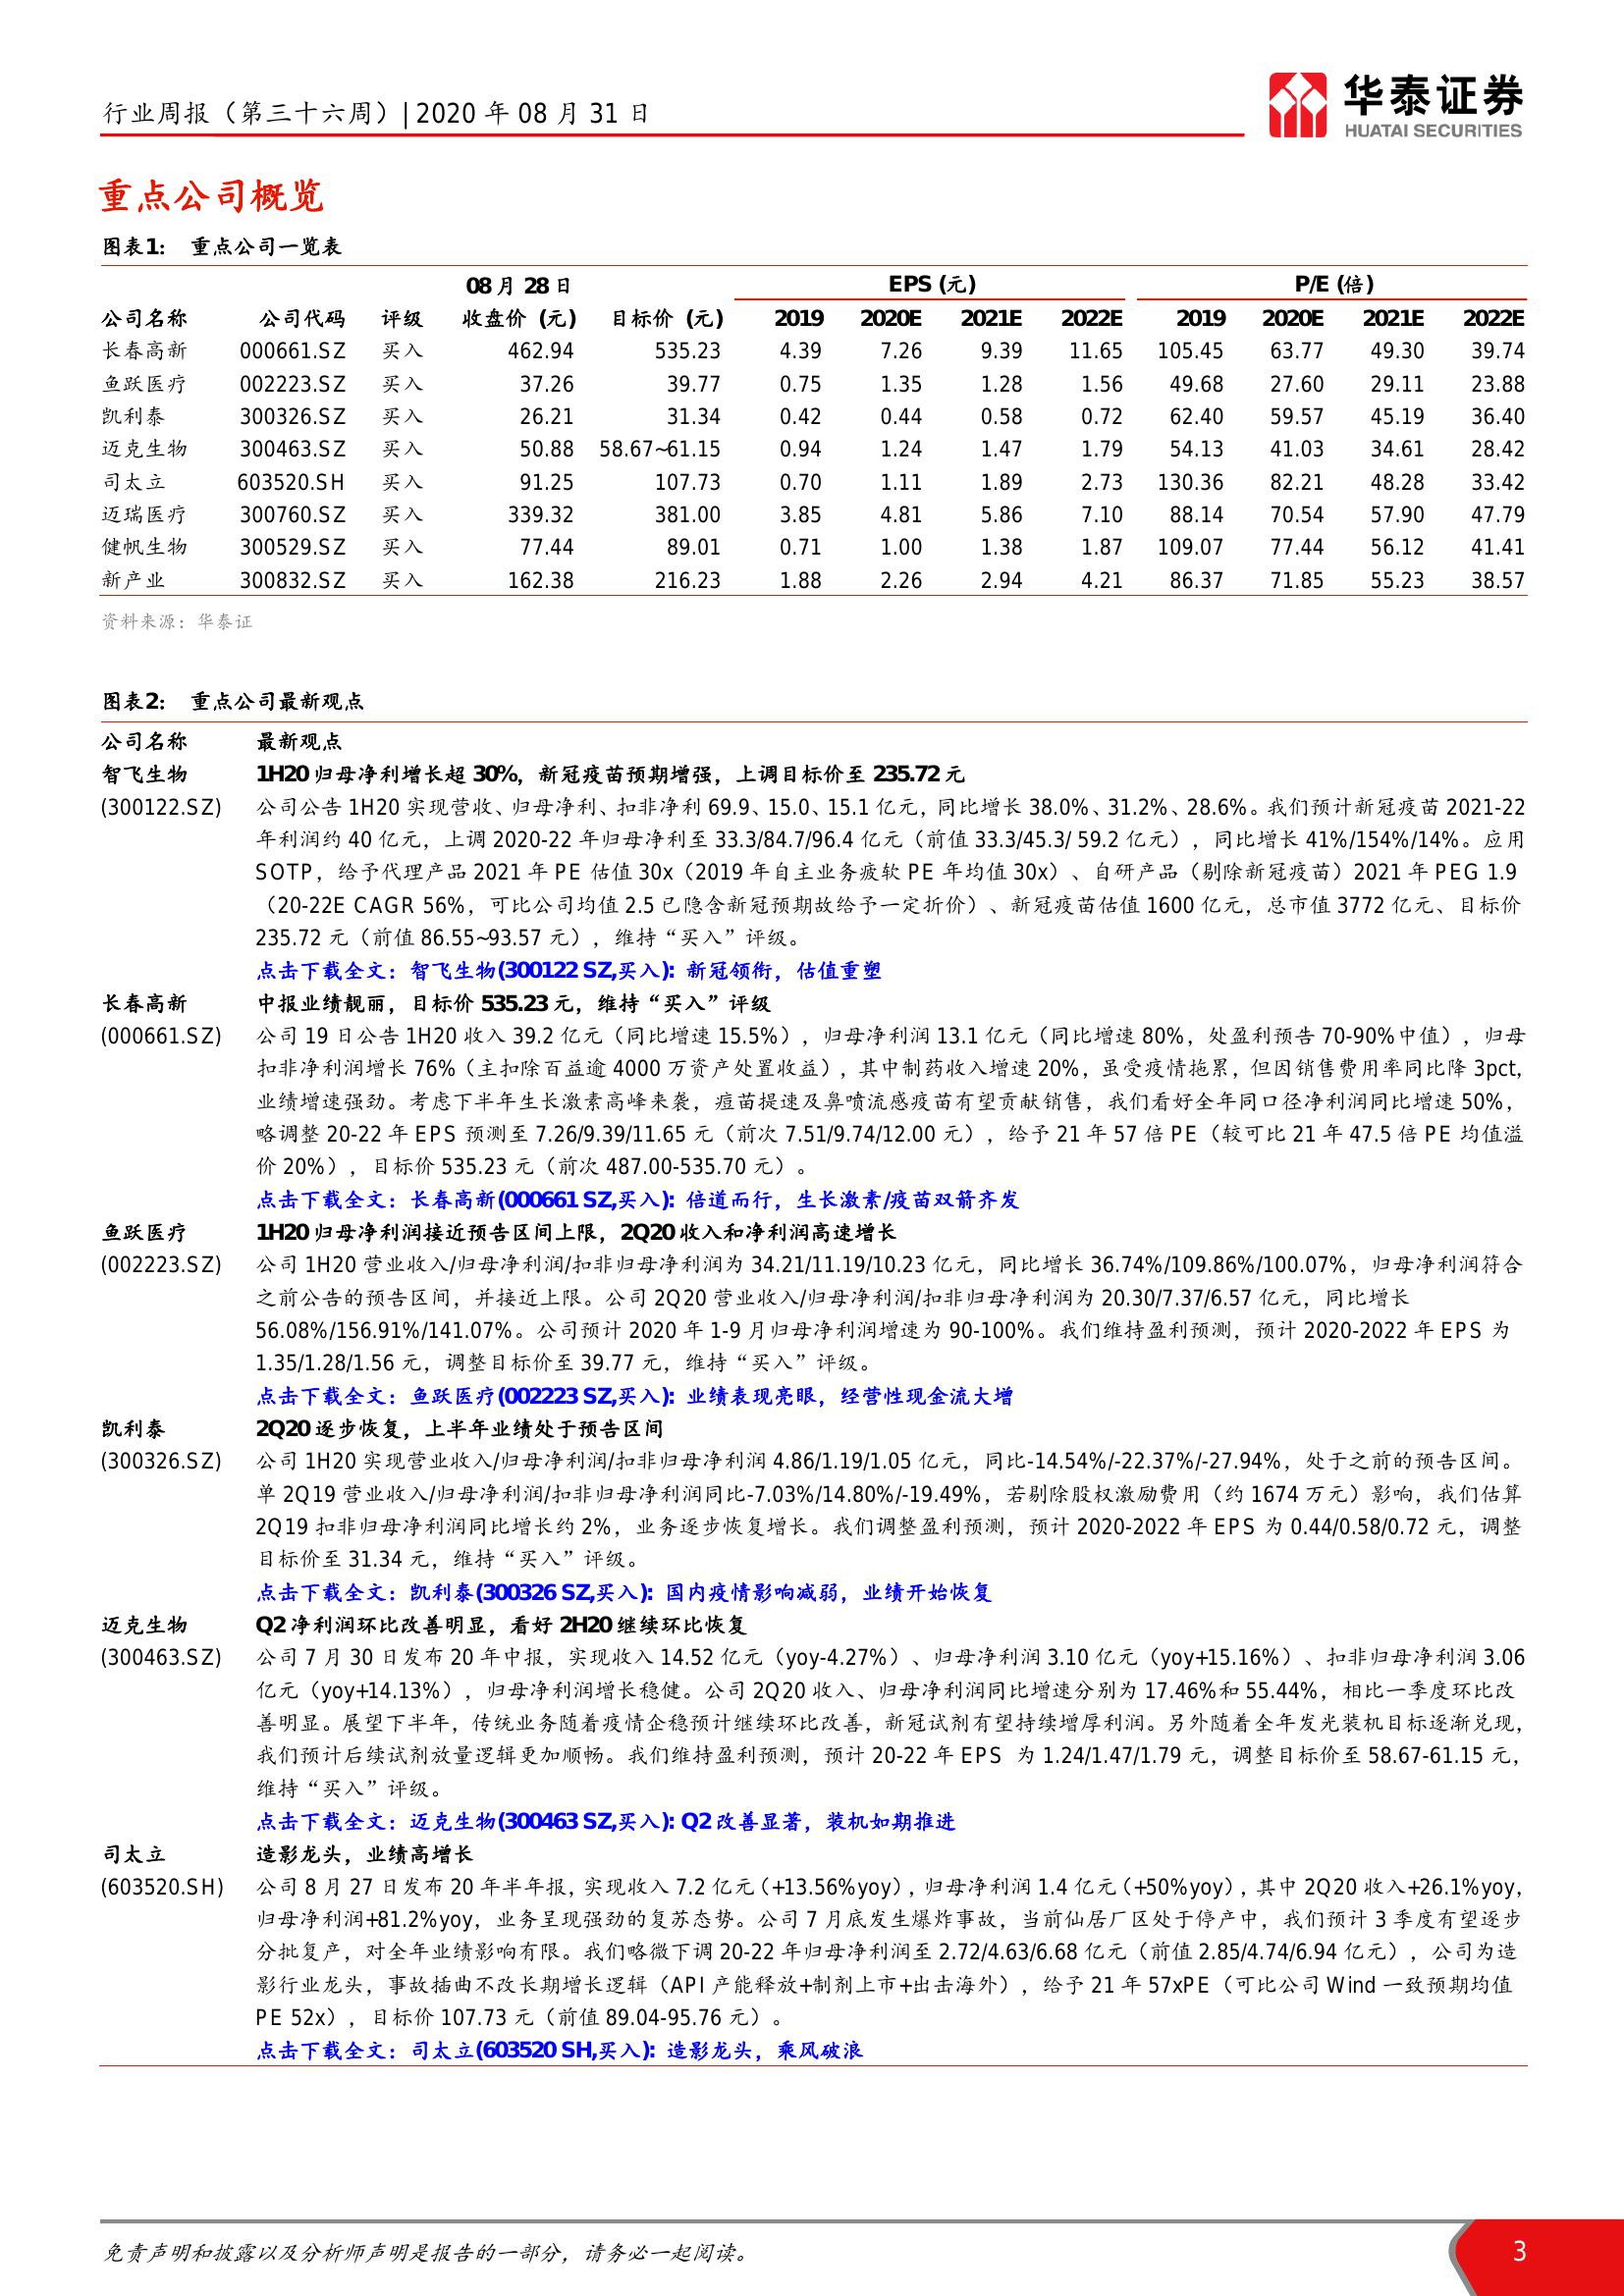 行业周报（第三十六周）| 2020 年 08 月 31 日
华泰证券
HUATAI SECURITIES
重点公司概览
图表1： 重点公司一览表
08 月 28 日 EPS (元) P/E (倍)
公司名称 公司代码 评级 收盘价 (元) 目标价 (元) 2019 2020E 2021E 2022E 2019 2020E 2021E 2022E
长春高新 000661.SZ 买入 462.94 535.23 4.39 7.26 9.39 11.65 105.45 63.77 49.30 39.74
鱼跃医疗 002223.SZ 买入 37.26 39.77 0.75 1.35 1.28 1.56 49.68 27.60 29.11 23.88
凯利泰 300326.SZ 买入 26.21 31.34 0.42 0.44 0.58 0.72 62.40 59.57 45.19 36.40
迈克生物 300463.SZ 买入 50.88 58.67~61.15 0.94 1.24 1.47 1.79 54.13 41.03 34.61 28.42
司太立 603520.SH 买入 91.25 107.73 0.70 1.11 1.89 2.73 130.36 82.21 48.28 33.42
迈瑞医疗 300760.SZ 买入 339.32 381.00 3.85 4.81 5.86 7.10 88.14 70.54 57.90 47.79
健帆生物 300529.SZ 买入 77.44 89.01 0.71 1.00 1.38 1.87 109.07 77.44 56.12 41.41
新产业 300832.SZ 买入 162.38 216.23 1.88 2.26 2.94 4.21 86.37 71.85 55.23 38.57
资料来源：华泰证
图表2： 重点公司最新观点
公司名称 最新观点
智飞生物 1H20 归母净利增长超 30%，新冠疫苗预期增强，上调目标价至 235.72 元
(300122.SZ) 公司公告 1H20 实现营收、归母净利、扣非净利 69.9、15.0、15.1 亿元，同比增长 38.0%、31.2%、28.6%。我们预计新冠疫苗 2021-22
年利润约 40 亿元，上调 2020-22 年归母净利至 33.3/84.7/96.4 亿元（前值 33.3/45.3/ 59.2 亿元），同比增长 41%/154%/14%。应用
SOTP，给予代理产品 2021 年 PE 估值 30x（2019 年自主业务疲软 PE 年均值 30x）、自研产品（剔除新冠疫苗）2021 年 PEG 1.9
（20-22E CAGR 56%，可比公司均值 2.5 已隐含新冠预期故给予一定折价）、新冠疫苗估值 1600 亿元，总市值 3772 亿元、目标价
235.72 元（前值 86.55~93.57 元），维持“买入”评级。
点击下载全文：智飞生物(300122 SZ,买入): 新冠领衔，估值重塑
长春高新 中报业绩靓丽，目标价 535.23 元，维持“买入”评级
(000661.SZ) 公司 19 日公告 1H20 收入 39.2 亿元（同比增速 15.5%），归母净利润 13.1 亿元（同比增速 80%，处盈利预告 70-90%中值），归母
扣非净利润增长 76%（主扣除百益逾 4000 万资产处置收益），其中制药收入增速 20%，虽受疫情拖累，但因销售费用率同比降 3pct，
业绩增速强劲。考虑下半年生长激素高峰来袭，痘苗提速及鼻喷流感疫苗有望贡献销售，我们看好全年同口径净利润同比增速 50%，
略调整 20-22 年 EPS 预测至 7.26/9.39/11.65 元（前次 7.51/9.74/12.00 元），给予 21 年 57 倍 PE（较可比 21 年 47.5 倍 PE 均值溢
价 20%），目标价 535.23 元（前次 487.00-535.70 元）。
点击下载全文：长春高新(000661 SZ,买入): 倍道而行，生长激素/疫苗双箭齐发
鱼跃医疗 1H20 归母净利润接近预告区间上限，2Q20 收入和净利润高速增长
(002223.SZ) 公司 1H20 营业收入/归母净利润/扣非归母净利润为 34.21/11.19/10.23 亿元，同比增长 36.74%/109.86%/100.07%，归母净利润符合
之前公告的预告区间，并接近上限。公司 2Q20 营业收入/归母净利润/扣非归母净利润为 20.30/7.37/6.57 亿元，同比增长
56.08%/156.91%/141.07%。公司预计 2020 年 1-9 月归母净利润增速为 90-100%。我们维持盈利预测，预计 2020-2022 年 EPS 为
1.35/1.28/1.56 元，调整目标价至 39.77 元，维持“买入”评级。
点击下载全文：鱼跃医疗(002223 SZ,买入): 业绩表现亮眼，经营性现金流大增
凯利泰 2Q20 逐步恢复，上半年业绩处于预告区间
(300326.SZ) 公司 1H20 实现营业收入/归母净利润/扣非归母净利润 4.86/1.19/1.05 亿元，同比-14.54%/-22.37%/-27.94%，处于之前的预告区间。
单 2Q19 营业收入/归母净利润/扣非归母净利润同比-7.03%/14.80%/-19.49%，若剔除股权激励费用（约 1674 万元）影响，我们估算
2Q19 扣非归母净利润同比增长约 2%，业务逐步恢复增长。我们调整盈利预测，预计 2020-2022 年 EPS 为 0.44/0.58/0.72 元，调整
目标价至 31.34 元，维持“买入”评级。
点击下载全文：凯利泰(300326 SZ,买入): 国内疫情影响减弱，业绩开始恢复
迈克生物 Q2 净利润环比改善明显，看好 2H20 继续环比恢复
(300463.SZ) 公司 7 月 30 日发布 20 年中报，实现收入 14.52 亿元（yoy-4.27%）、归母净利润 3.10 亿元（yoy+15.16%）、扣非归母净利润 3.06
亿元（yoy+14.13%），归母净利润增长稳健。公司 2Q20 收入、归母净利润同比增速分别为 17.46%和 55.44%，相比一季度环比改
善明显。展望下半年，传统业务随着疫情企稳预计继续环比改善，新冠试剂有望持续增厚利润。另外随着全年发光装机目标逐渐兑现，
我们预计后续试剂放量逻辑更加顺畅。我们维持盈利预测，预计 20-22 年 EPS 为 1.24/1.47/1.79 元，调整目标价至 58.67-61.15 元，
维持“买入”评级。
点击下载全文：迈克生物(300463 SZ,买入): Q2 改善显著，装机如期推进
司太立 造影龙头，业绩高增长
(603520.SH) 公司 8 月 27 日发布 20 年半年报，实现收入 7.2 亿元（+13.56%yoy），归母净利润 1.4 亿元（+50%yoy），其中 2Q20 收入+26.1%yoy，
归母净利润+81.2%yoy，业务呈现强劲的复苏态势。公司 7 月底发生爆炸事故，当前仙居厂区处于停产中，我们预计 3 季度有望逐步
分批复产，对全年业绩影响有限。我们略微下调 20-22 年归母净利润至 2.72/4.63/6.68 亿元（前值 2.85/4.74/6.94 亿元），公司为造
影行业龙头，事故插曲不改长期增长逻辑（API 产能释放+制剂上市+出击海外），给予 21 年 57xPE（可比公司 Wind 一致预期均值
PE 52x），目标价 107.73 元（前值 89.04-95.76 元）。
点击下载全文：司太立(603520 SH,买入): 造影龙头，乘风破浪
免责声明和披露以及分析师声明是报告的一部分，请务必一起阅读。 3